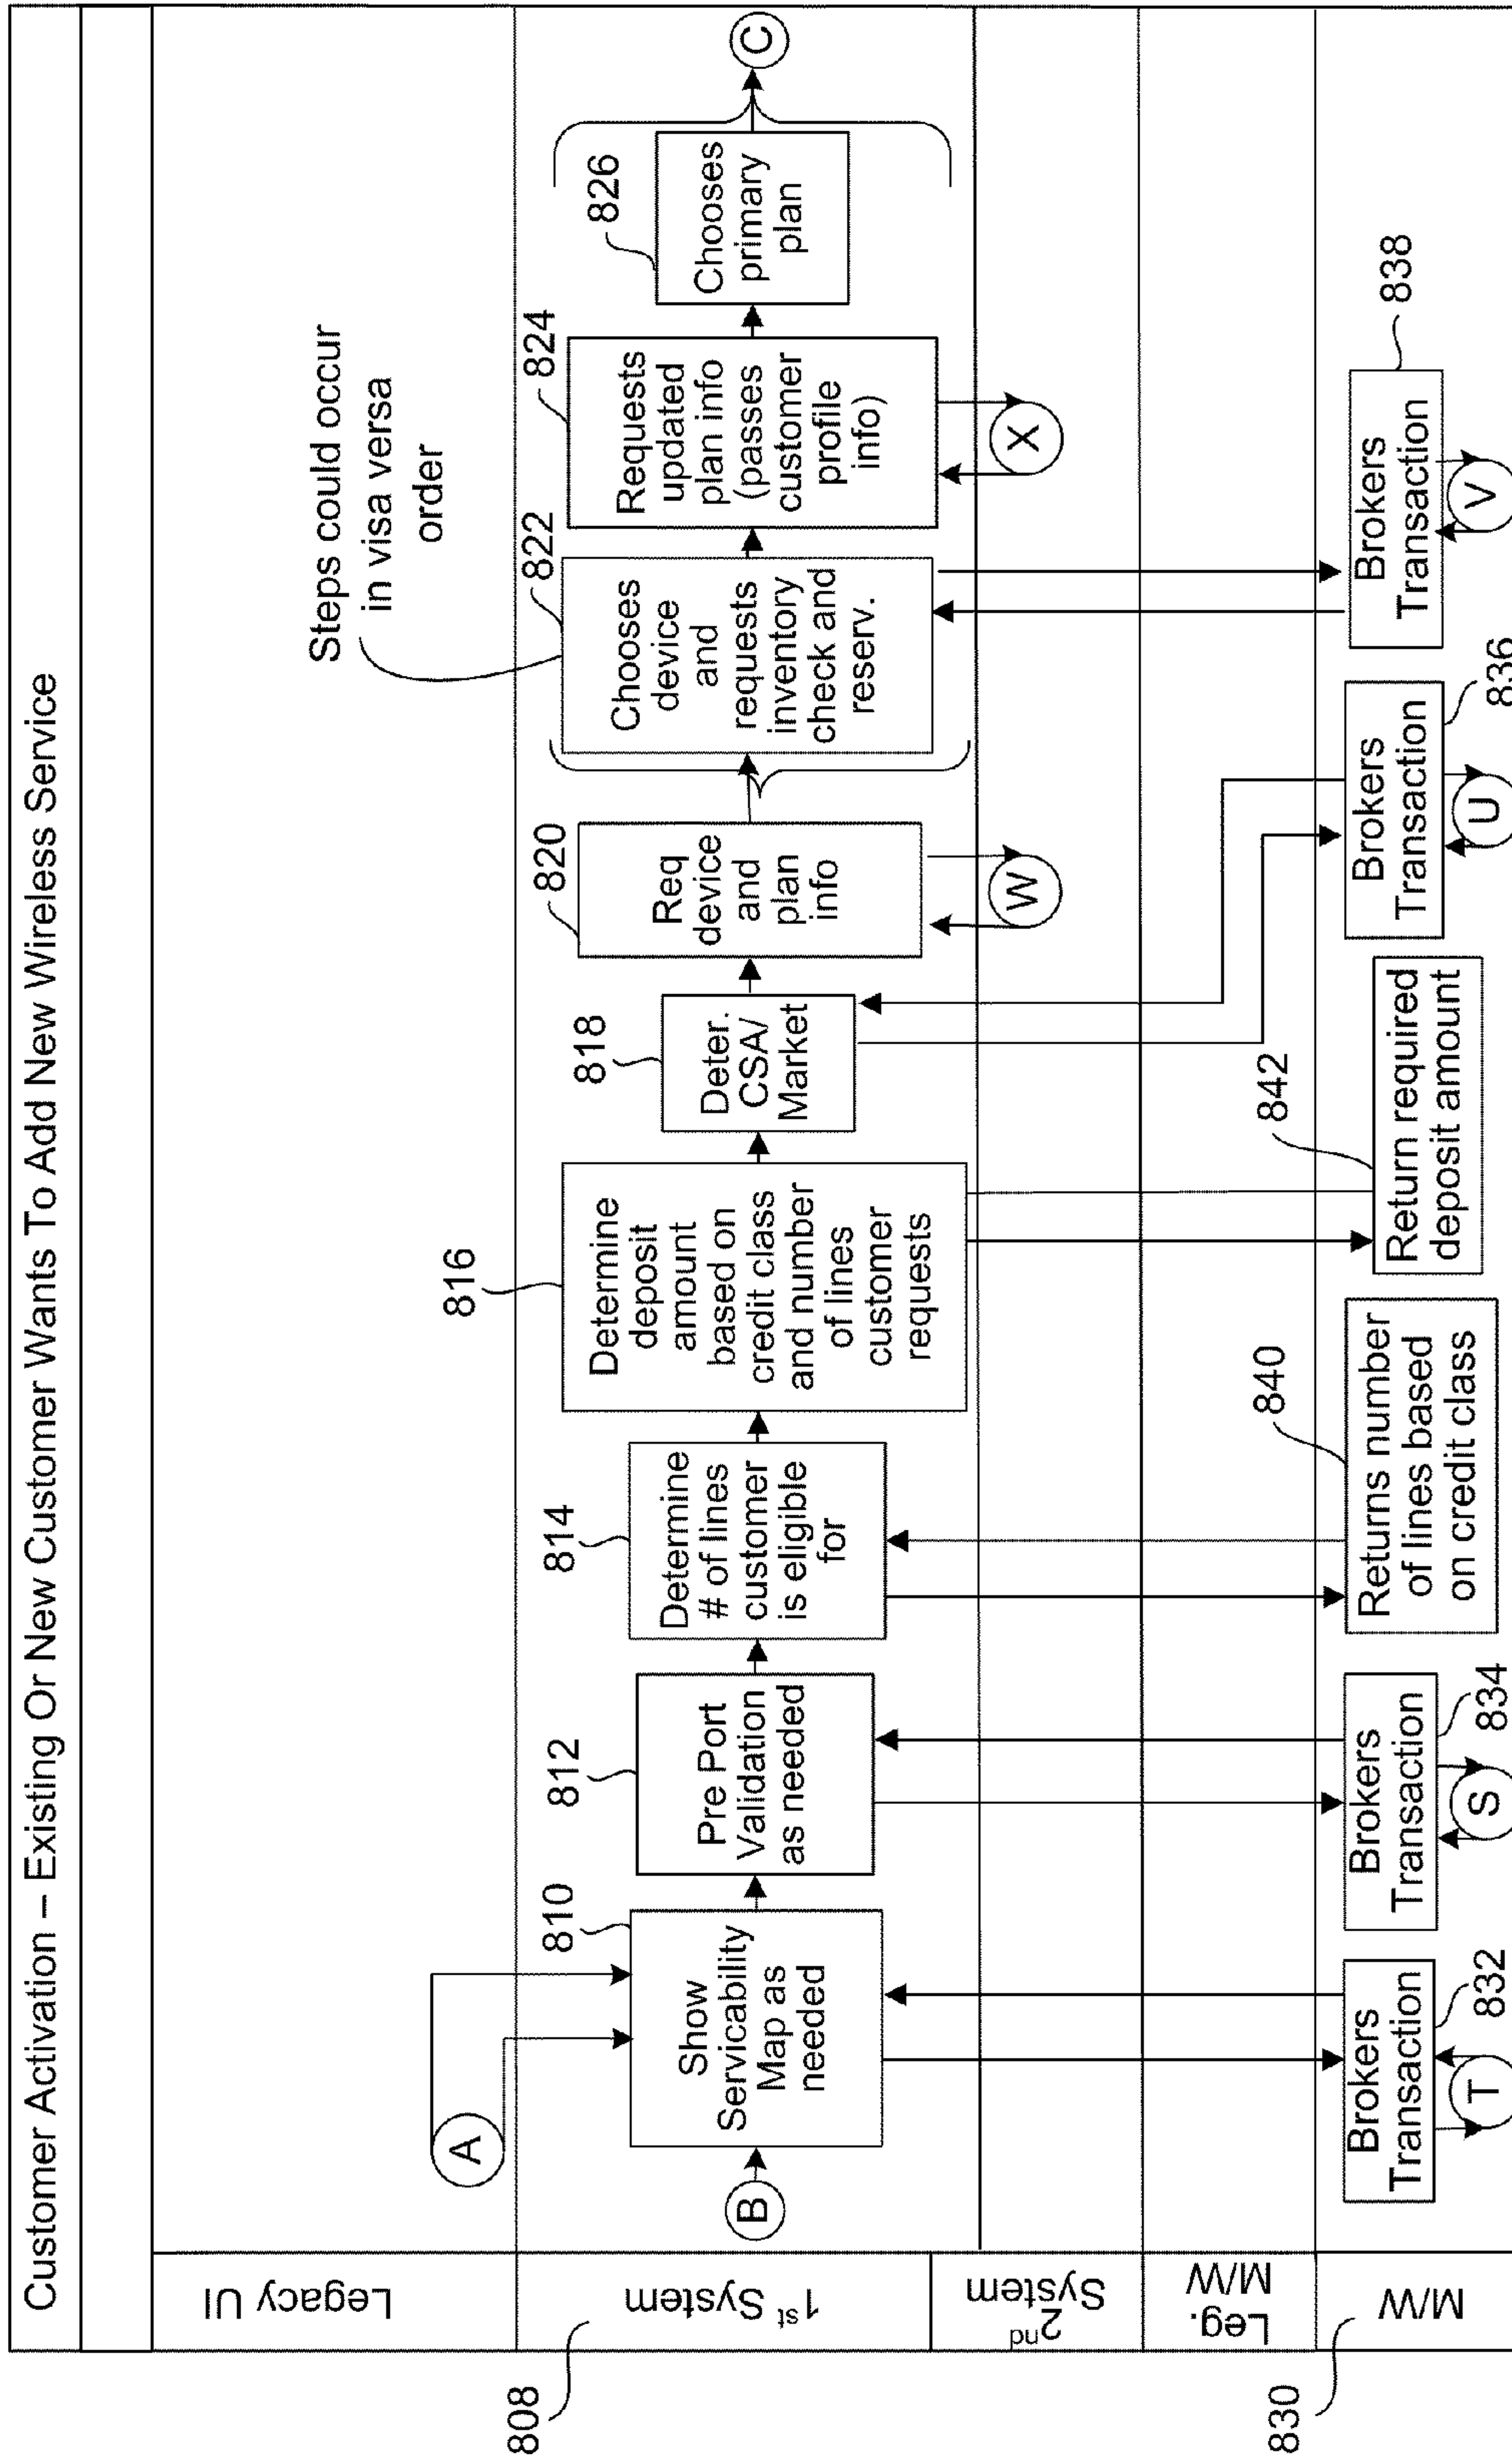 Customer Activation – Existing Or New Customer Wants To Add New Wireless Service
Legacy UI
A
Steps could occur
in visa versa
order
808
1st System
B
810
Show
Servicability
Map as
needed
812
Pre Port
Validation
as needed
814
Determine
# of lines
customer
is eligible
for
816
Determine
deposit
amount
based on
credit class
and number
of lines
customer
requests
818
Deter.
CSA/
Market
820
Req
device
and
plan
info
822
Chooses
device
and
requests
inventory
check and
reserv.
824
Requests
updated
plan info
(passes
customer
profile
info)
826
Chooses
primary
plan
C
2nd
System
W
X
Leg.
M/W
830
M/W
Brokers
Transaction
832
T
Brokers
Transaction
834
S
840
Returns number
of lines based
on credit class
842
Return required
deposit amount
Brokers
Transaction
836
U
Brokers
Transaction
838
V